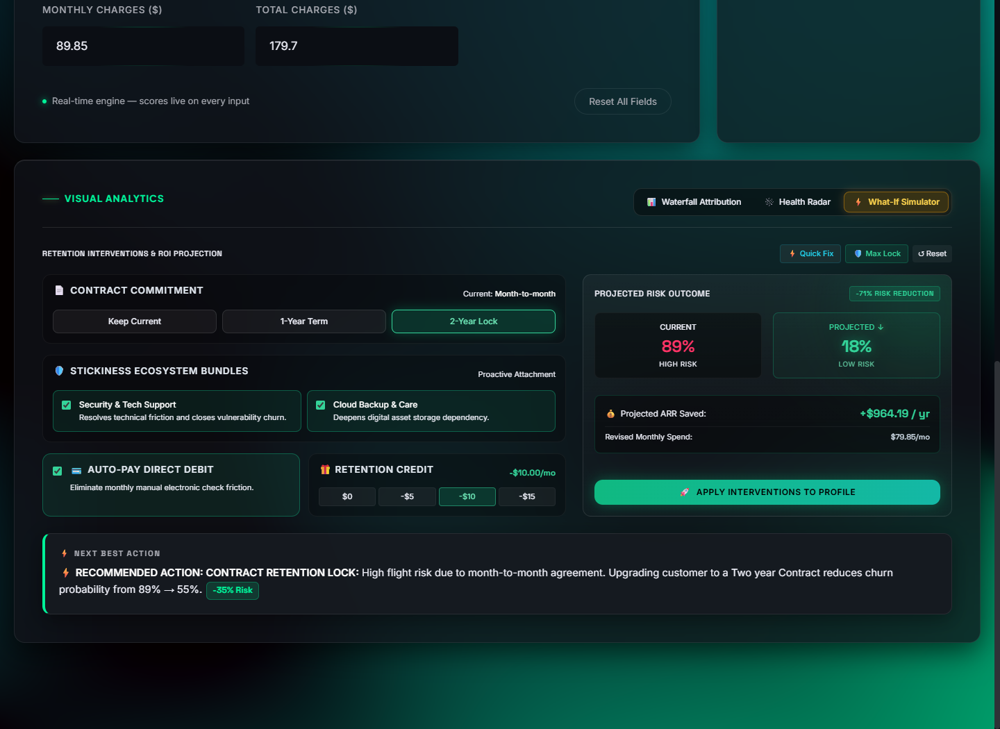 MONTHLY CHARGES ($) TOTAL CHARGES ($)
89.85 179.7
Real-time engine — scores live on every input Reset All Fields
VISUAL ANALYTICS Waterfall Attribution Health Radar What-If Simulator
RETENTION INTERVENTIONS & ROI PROJECTION Quick Fix Max Lock ↺ Reset
CONTRACT COMMITMENT Current: Month-to-month
Keep Current 1-Year Term 2-Year Lock
STICKINESS ECOSYSTEM BUNDLES Proactive Attachment
Security & Tech Support
Resolves technical friction and closes vulnerability churn.
Cloud Backup & Care
Deepens digital asset storage dependency.
AUTO-PAY DIRECT DEBIT
Eliminate monthly manual electronic check friction.
RETENTION CREDIT -$10.00/mo
$0 -$5 -$10 -$15
PROJECTED RISK OUTCOME -71% RISK REDUCTION
CURRENT
89%
HIGH RISK
PROJECTED ↓
18%
LOW RISK
Projected ARR Saved: +$964.19 / yr
Revised Monthly Spend: $79.85/mo
APPLY INTERVENTIONS TO PROFILE
NEXT BEST ACTION
RECOMMENDED ACTION: CONTRACT RETENTION LOCK: High flight risk due to month-to-month agreement. Upgrading customer to a Two year Contract reduces churn
probability from 89% → 55%. -35% Risk